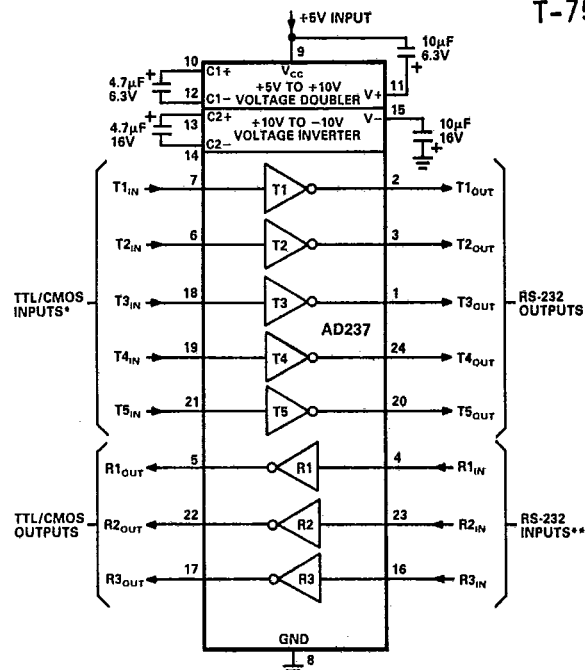 T-75
+5V INPUT
10µF
6.3V
9
VCC
10
C1+
4.7µF
6.3V
12
C1–
+5V TO +10V
VOLTAGE DOUBLER
11
V+
4.7µF
16V
13
C2+
14
C2–
+10V TO –10V
VOLTAGE INVERTER
15
V–
10µF
16V
T1IN 7 T1 2 T1OUT
T2IN 6 T2 3 T2OUT
TTL/CMOS
INPUTS*
T3IN 18 T3 1 T3OUT
RS-232
OUTPUTS
AD237
T4IN 19 T4 24 T4OUT
T5IN 21 T5 20 T5OUT
R1OUT 5 R1 4 R1IN
TTL/CMOS
OUTPUTS
R2OUT 22 R2 23 R2IN
RS-232
INPUTS**
R3OUT 17 R3 16 R3IN
GND
8